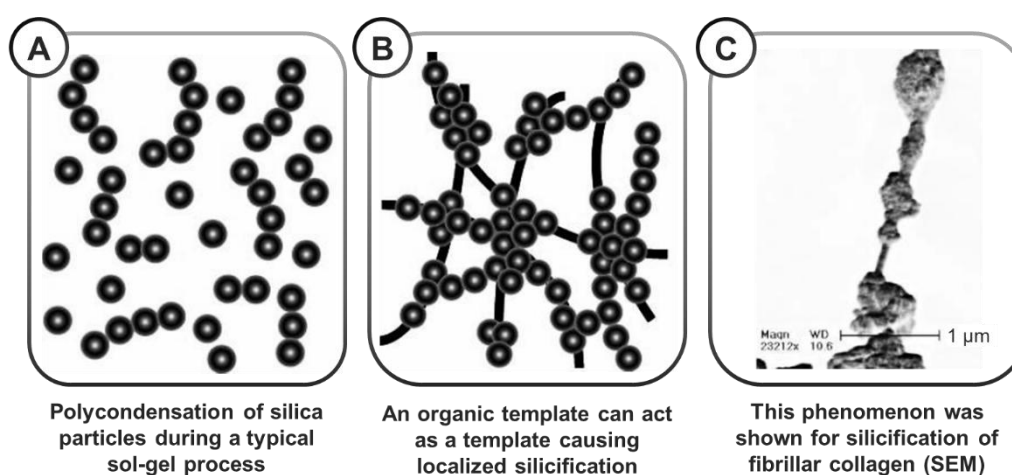 A
B
C
Magn WD
23212x 10.6
1 µm
Polycondensation of silica
particles during a typical
sol-gel process
An organic template can act
as a template causing
localized silicification
This phenomenon was
shown for silicification of
fibrillar collagen (SEM)